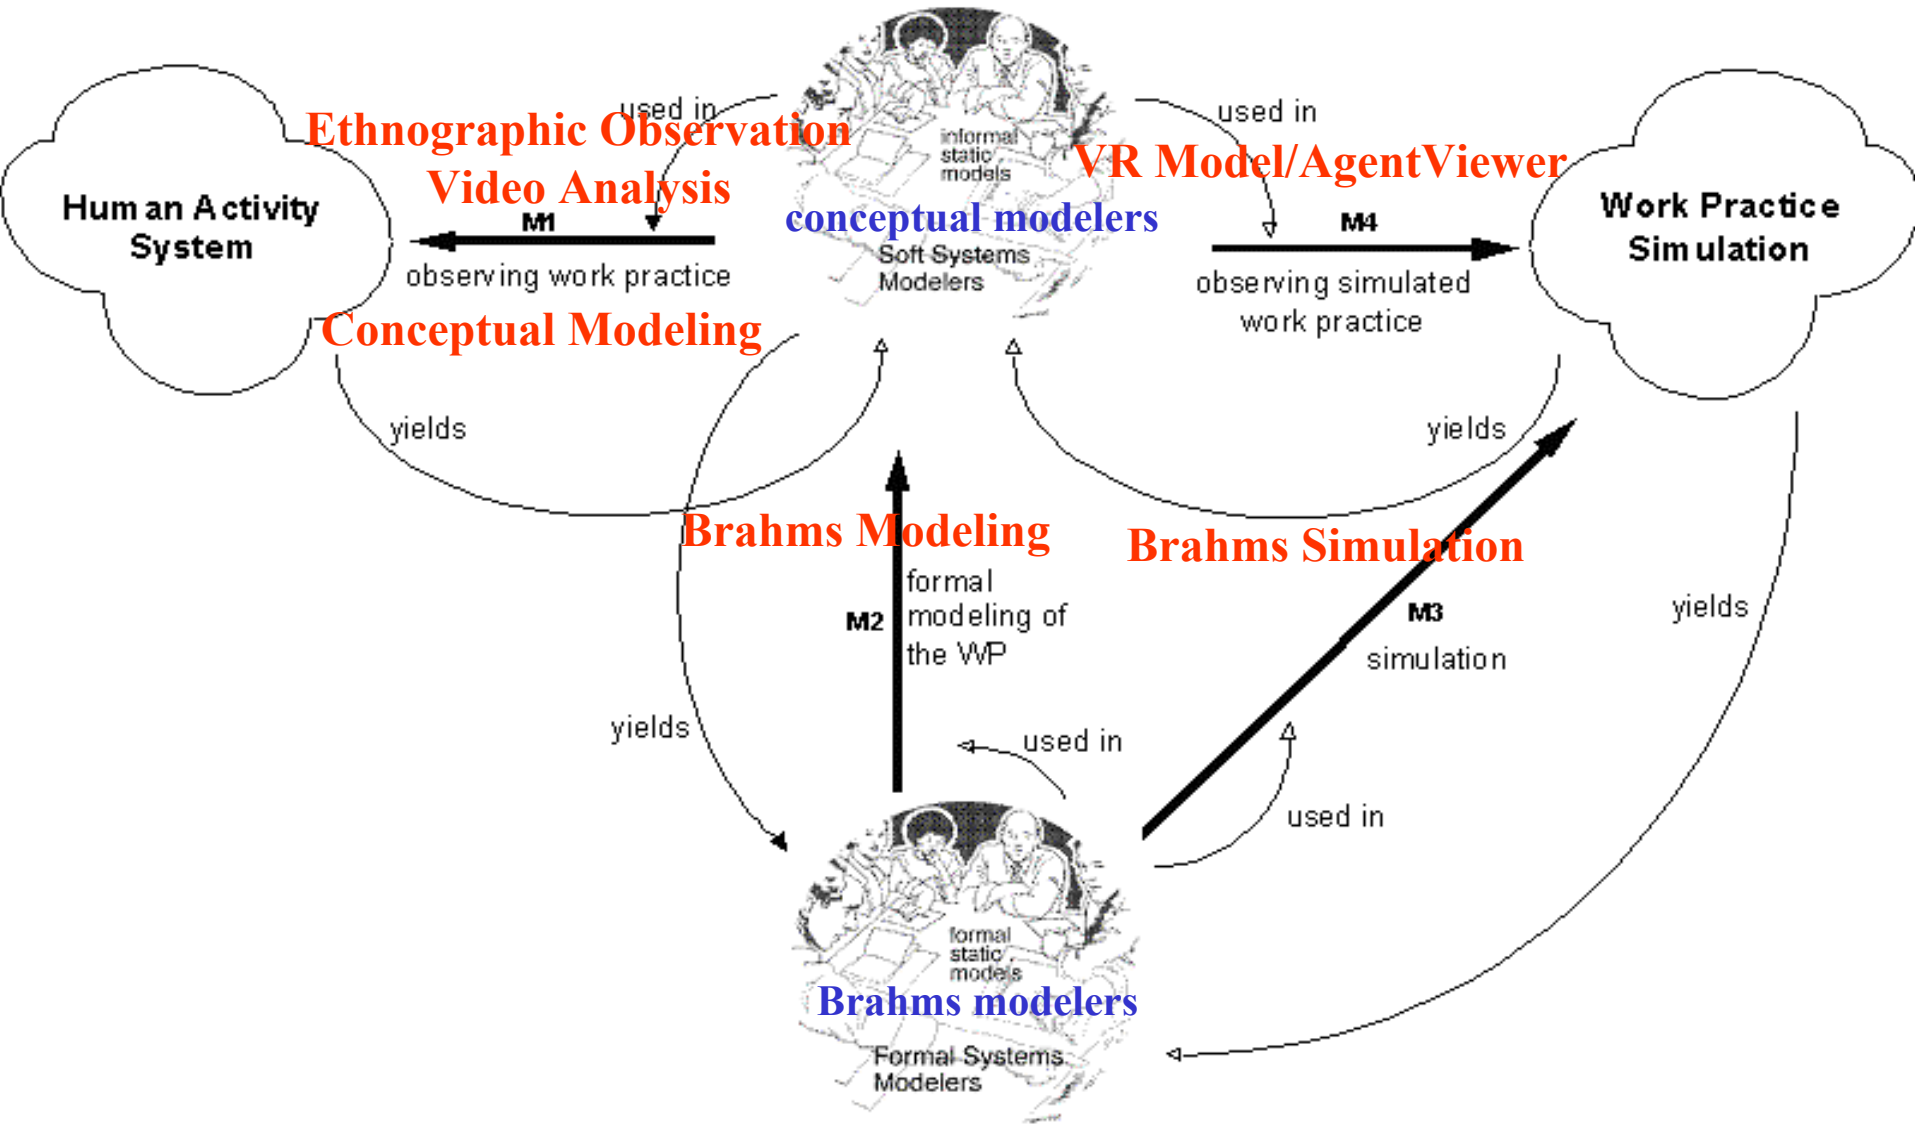 used in
used in
Ethnographic Observation
Video Analysis
informal
static
models
VR Model/AgentViewer
Human Activity
System
M1
conceptual modelers
M4
Work Practice
Simulation
observing work practice
Soft Systems
Modelers
observing simulated
work practice
Conceptual Modeling
yields
yields
Brahms Modeling
Brahms Simulation
formal
modeling of
the WP
M2
M3
simulation
yields
yields
used in
used in
formal
static
models
Brahms modelers
Formal Systems
Modelers